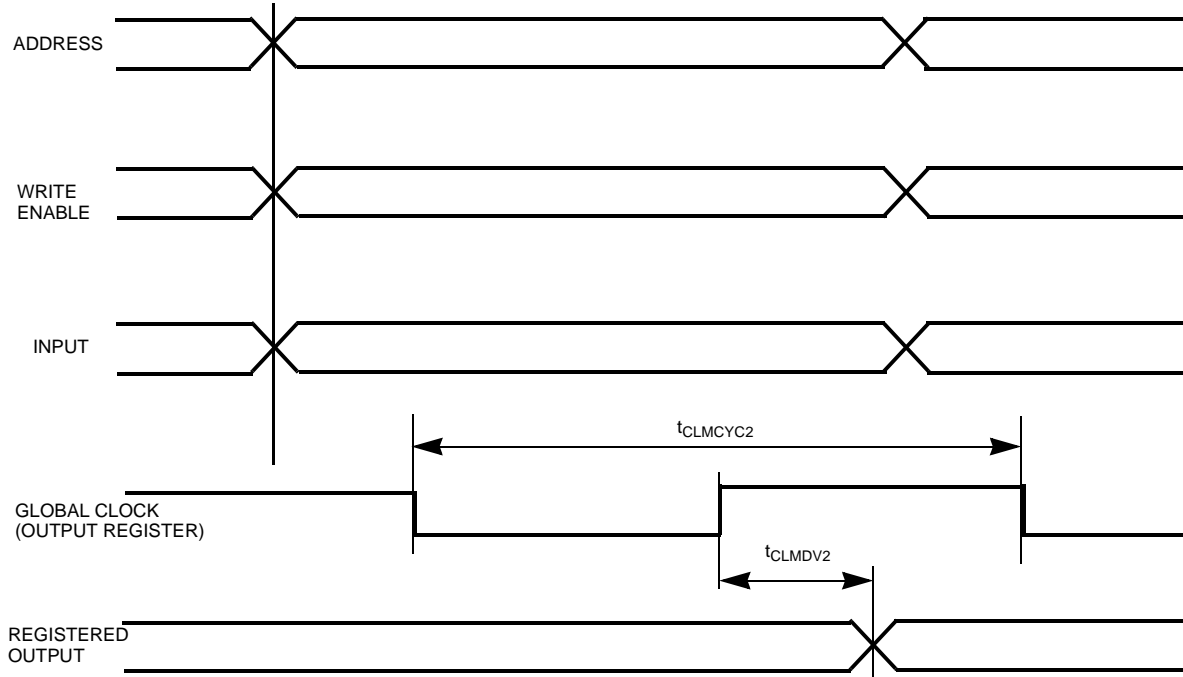 ADDRESS
WRITE
ENABLE
INPUT
tCLMCYC2
GLOBAL CLOCK
(OUTPUT REGISTER)
tCLMDV2
REGISTERED
OUTPUT